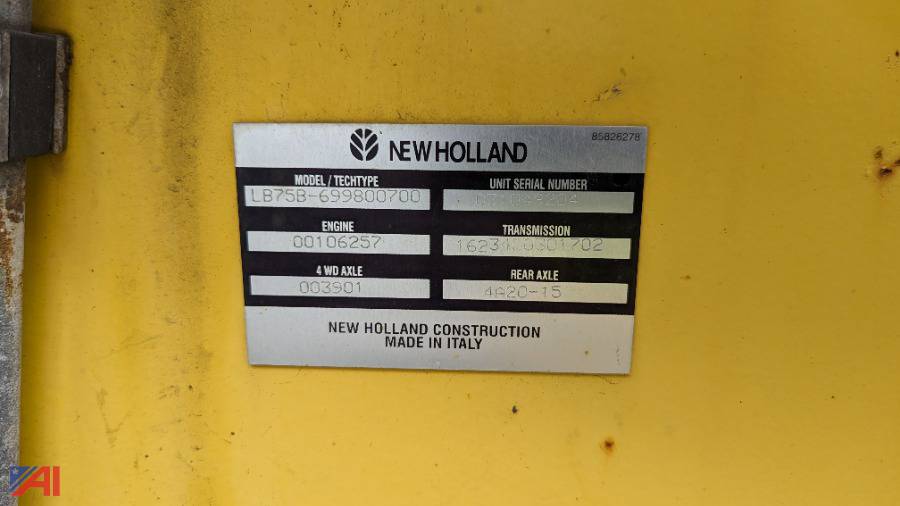 85826278
NEW HOLLAND
MODEL / TECHTYPE
LB75B-699800700
UNIT SERIAL NUMBER
ENGINE
00106257
TRANSMISSION
4 WD AXLE
003901
REAR AXLE
4A20-15
NEW HOLLAND CONSTRUCTION
MADE IN ITALY
AI